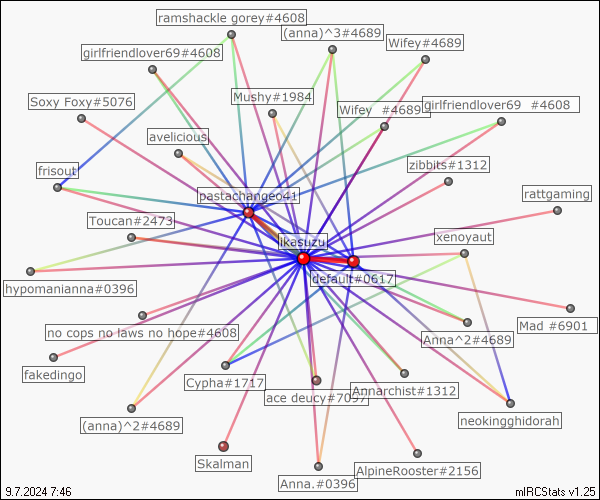 ramshackle gorey#4608
(anna)^3#4689
Wifey#4689
girlfriendlover69#4608
Soxy Foxy#5076
Mushy#1984
Wifey #4689
girlfriendlover69 #4608
avelicious
zibbits#1312
frisout
pastachangeo41
rattgaming
Toucan#2473
ikesuzu
xenoyaut
default#0617
hypomanianna#0396
no cops no laws no hope#4608
Anna^2#4689
Mad #6901
fakedingo
Cypha#1717
ace deucy#7097
Annarchist#1312
(anna)^2#4689
neokingghidorah
Skalman
Anna.#0396
AlpineRooster#2156
9.7.2024 7:46
mIRCStats v1.25